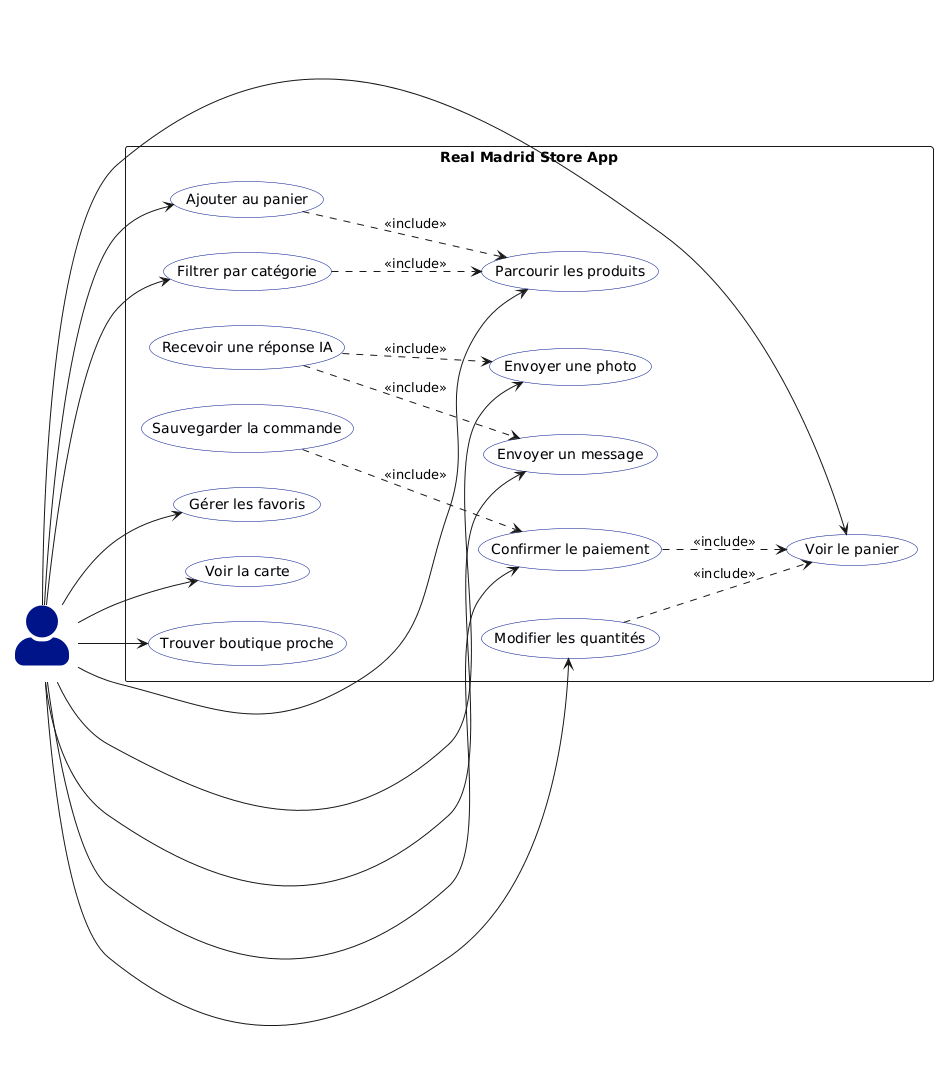 Real Madrid Store App
Ajouter au panier
«include»
Filtrer par catégorie
«include»
Parcourir les produits
Recevoir une réponse IA
«include»
Envoyer une photo
«include»
Sauvegarder la commande
Envoyer un message
«include»
Gérer les favoris
Confirmer le paiement
«include»
Voir le panier
Voir la carte
«include»
Trouver boutique proche
Modifier les quantités